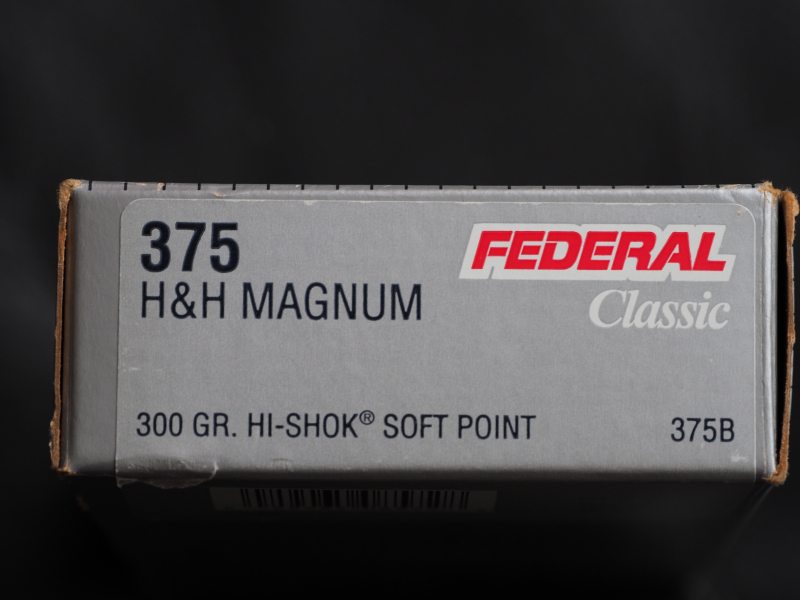 375
H&H MAGNUM
FEDERAL
Classic
300 GR. HI-SHOK® SOFT POINT
375B